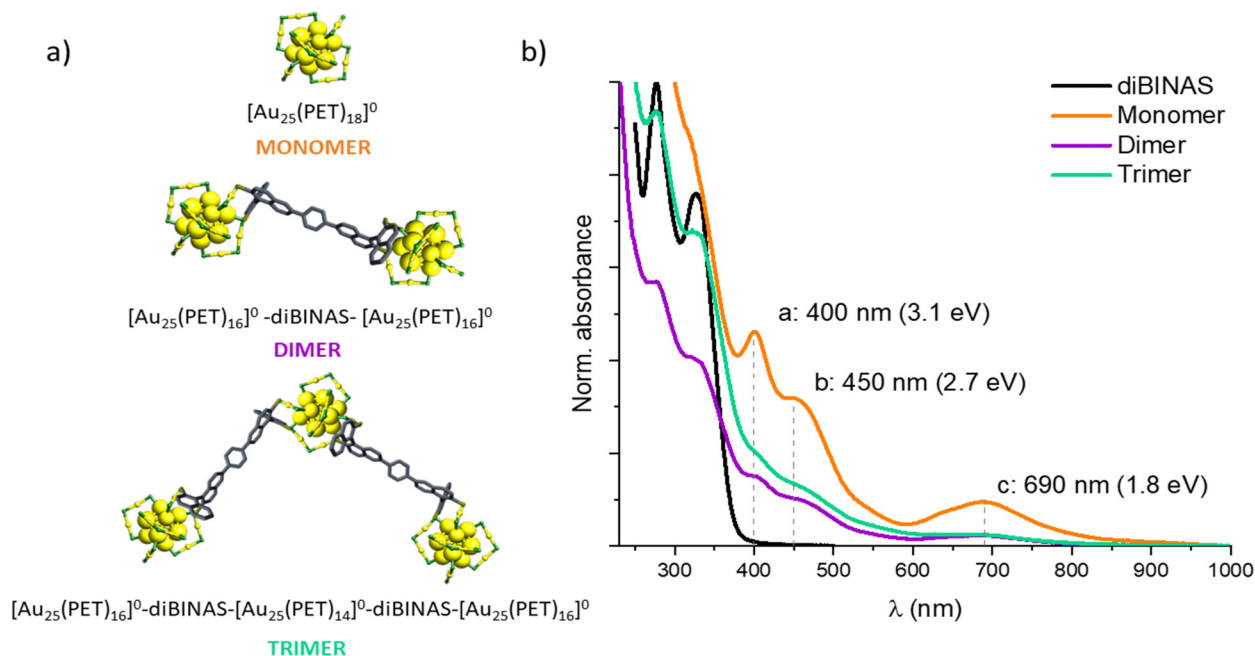 a)
[Au₂₅(PET)₁₈]⁰
MONOMER
[Au₂₅(PET)₁₆]⁰ -diBINAS- [Au₂₅(PET)₁₆]⁰
DIMER
[Au₂₅(PET)₁₆]⁰-diBINAS-[Au₂₅(PET)₁₄]⁰-diBINAS-[Au₂₅(PET)₁₆]⁰
TRIMER
b)
diBINAS
Monomer
Dimer
Trimer
Norm. absorbance
a: 400 nm (3.1 eV)
b: 450 nm (2.7 eV)
c: 690 nm (1.8 eV)
300 400 500 600 700 800 900 1000
λ (nm)